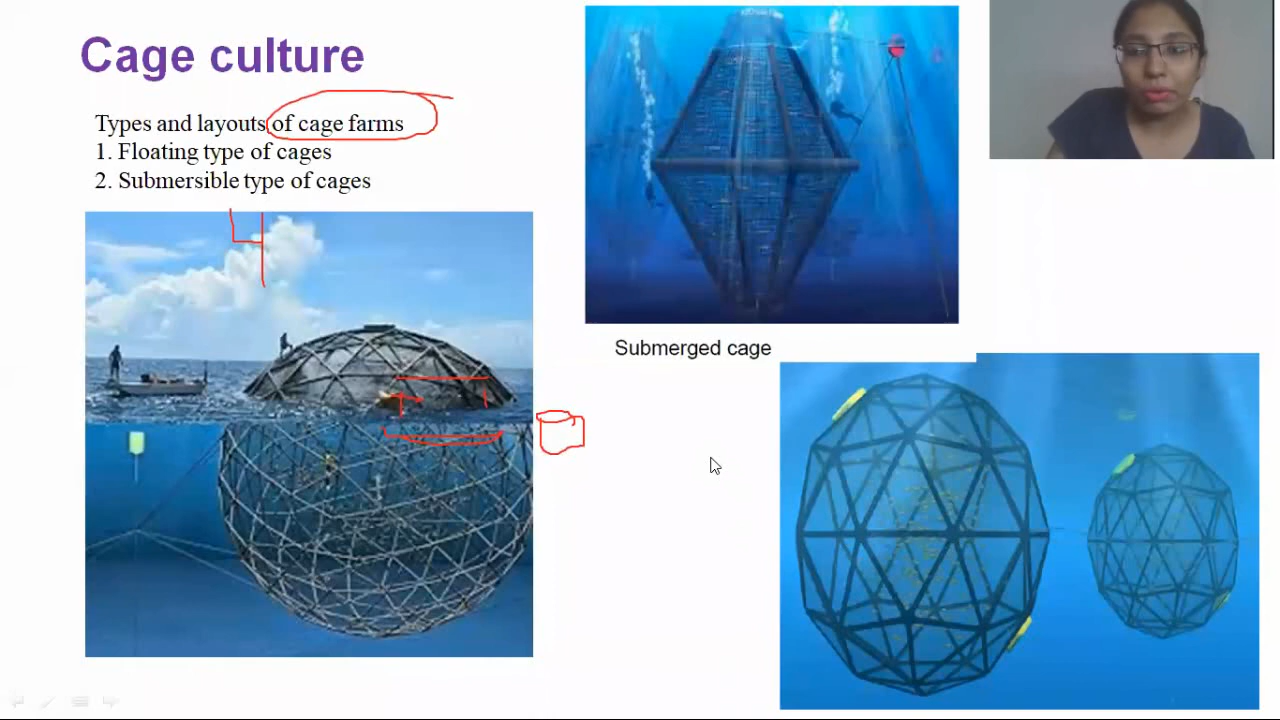 Cage culture
Types and layouts of cage farms
1. Floating type of cages
2. Submersible type of cages
Submerged cage